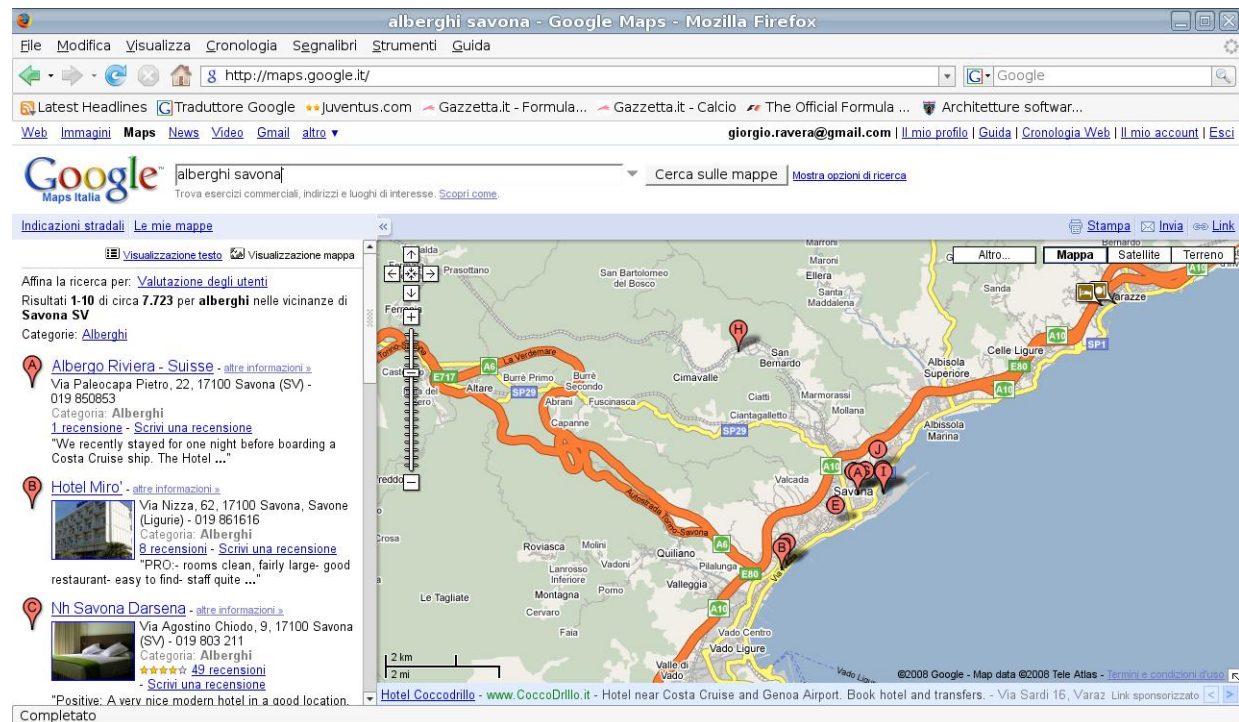 alberghi savona - Google Maps - Mozilla Firefox
File Modifica Visualizza Cronologia Segnalibri Strumenti Guida
http://maps.google.it/
Google
Latest Headlines Traduttore Google Juventus.com Gazzetta.it - Formula... Gazzetta.it - Calcio The Official Formula ... Architetture softwar...
Web Immagini Maps News Video Gmail altro ▼
giorgio.ravera@gmail.com | Il mio profilo | Guida | Cronologia Web | Il mio account | Esci
Google™
Maps Italia
alberghi savona
Cerca sulle mappe
Mostra opzioni di ricerca
Trova esercizi commerciali, indirizzi e luoghi di interesse. Scopri come.
Indicazioni stradali Le mie mappe
«
Stampa Invia Link
Visualizzazione testo Visualizzazione mappa
Affina la ricerca per: Valutazione degli utenti
Risultati 1-10 di circa 7.723 per alberghi nelle vicinanze di
Savona SV
Categorie: Alberghi
A
Albergo Riviera - Suisse - altre informazioni »
Via Paleocapa Pietro, 22, 17100 Savona (SV) -
019 850853
Categoria: Alberghi
1 recensione - Scrivi una recensione
"We recently stayed for one night before boarding a
Costa Cruise ship. The Hotel ..."
B
Hotel Miro' - altre informazioni »
Via Nizza, 62, 17100 Savona, Savone
(Ligurie) - 019 861616
Categoria: Alberghi
8 recensioni - Scrivi una recensione
"PRO:- rooms clean, fairly large- good
restaurant- easy to find- staff quite ..."
C
Nh Savona Darsena - altre informazioni »
Via Agostino Chiodo, 9, 17100 Savona
(SV) - 019 803 211
Categoria: Alberghi
49 recensioni
- Scrivi una recensione
"Positive: A very nice modern hotel in a good location.
Altro... Mappa Satellite Terreno
Marroni
Bernardo
A10
Prasottano
San Bartolomeo
del Bosco
Maroni
Ellera
Santa
Maddalena
Sanda
Varazze
H
San
Bernardo
Cimavalle
A10
SP1
Celle Ligure
Albisola
Superiore
E80
A10
La Verdemare
A6
E717
Altare
SP29
Burrè Primo
Burrè
Secondo
Abrani
Fuscinasca
Capanne
Ciatti
Marmorassi
Ciantagalletto
Mollana
SP29
Albissola
Marina
J
A10
A
I
Valcada
Savona
E
Autostrada Torino-Savona
Roviasca
Molini
Quiliano
A6
B
Lanrosso
Inferiore
Vadoni
Pilalunga
E80
Le Tagliate
Montagna
Pomo
Valleggia
Cervaro
A10
Faia
Vado Centro
Vado Ligure
Valle di
Vado
2 km
2 mi
©2008 Google - Map data ©2008 Tele Atlas - Termini e condizioni d'uso
Hotel Coccodrillo - www.CoccoDrIllo.it - Hotel near Costa Cruise and Genoa Airport. Book hotel and transfers. - Via Sardi 16, Varaz Link sponsorizzato < >
Completato